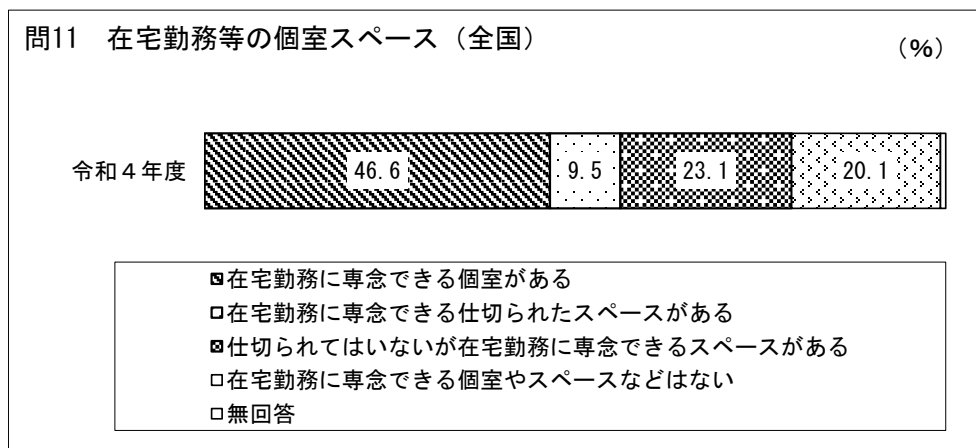 問11　在宅勤務等の個室スペース（全国）
（%）
令和４年度 46.6 9.5 23.1 20.1
在宅勤務に専念できる個室がある
在宅勤務に専念できる仕切られたスペースがある
仕切られてはいないが在宅勤務に専念できるスペースがある
在宅勤務に専念できる個室やスペースなどはない
無回答